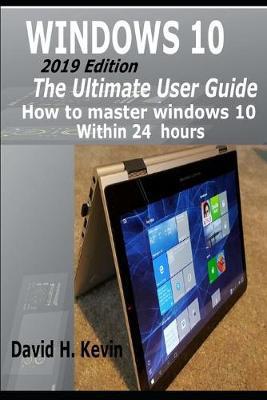 WINDOWS 10
2019 Edition
The Ultimate User Guide
How to master windows 10
Within 24 hours
David H. Kevin